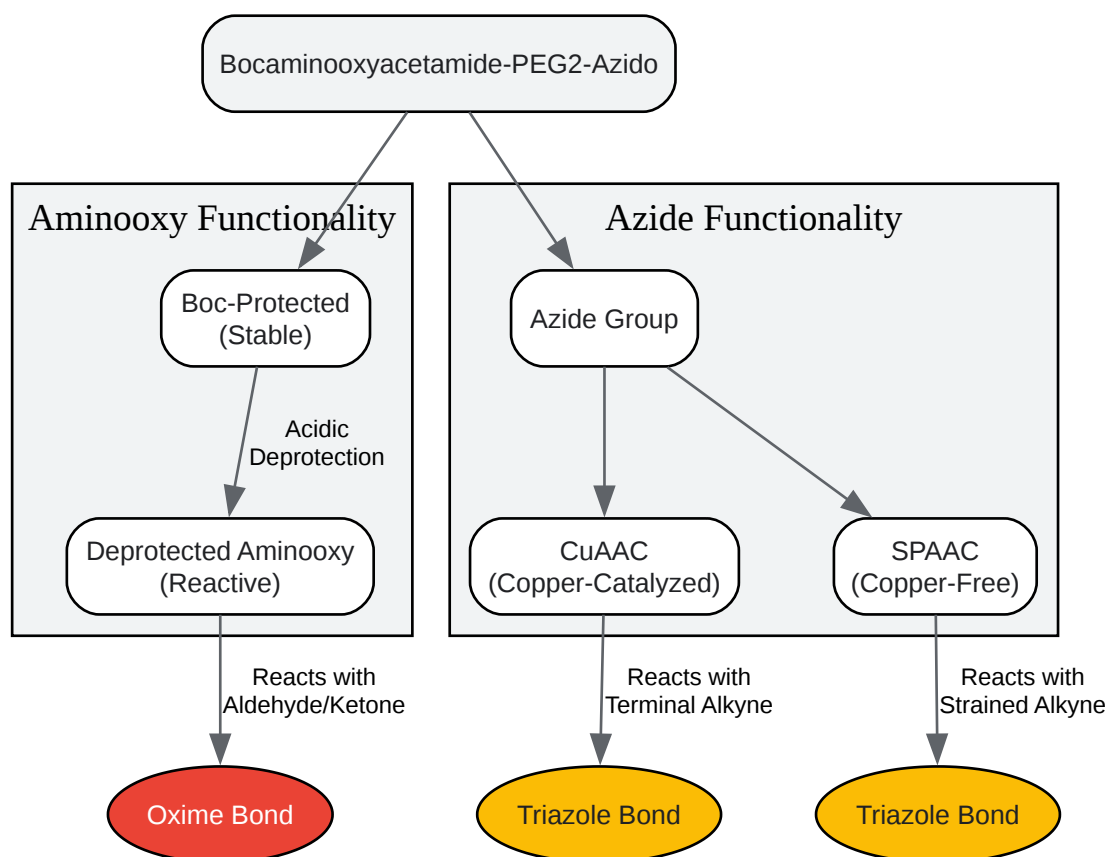 Bocaminooxyacetamide-PEG2-Azido
Aminooxy Functionality
Azide Functionality
Boc-Protected
(Stable)
Azide Group
Acidic
Deprotection
Deprotected Aminooxy
(Reactive)
CuAAC
(Copper-Catalyzed)
SPAAC
(Copper-Free)
Reacts with
Aldehyde/Ketone
Reacts with
Terminal Alkyne
Reacts with
Strained Alkyne
Oxime Bond
Triazole Bond
Triazole Bond